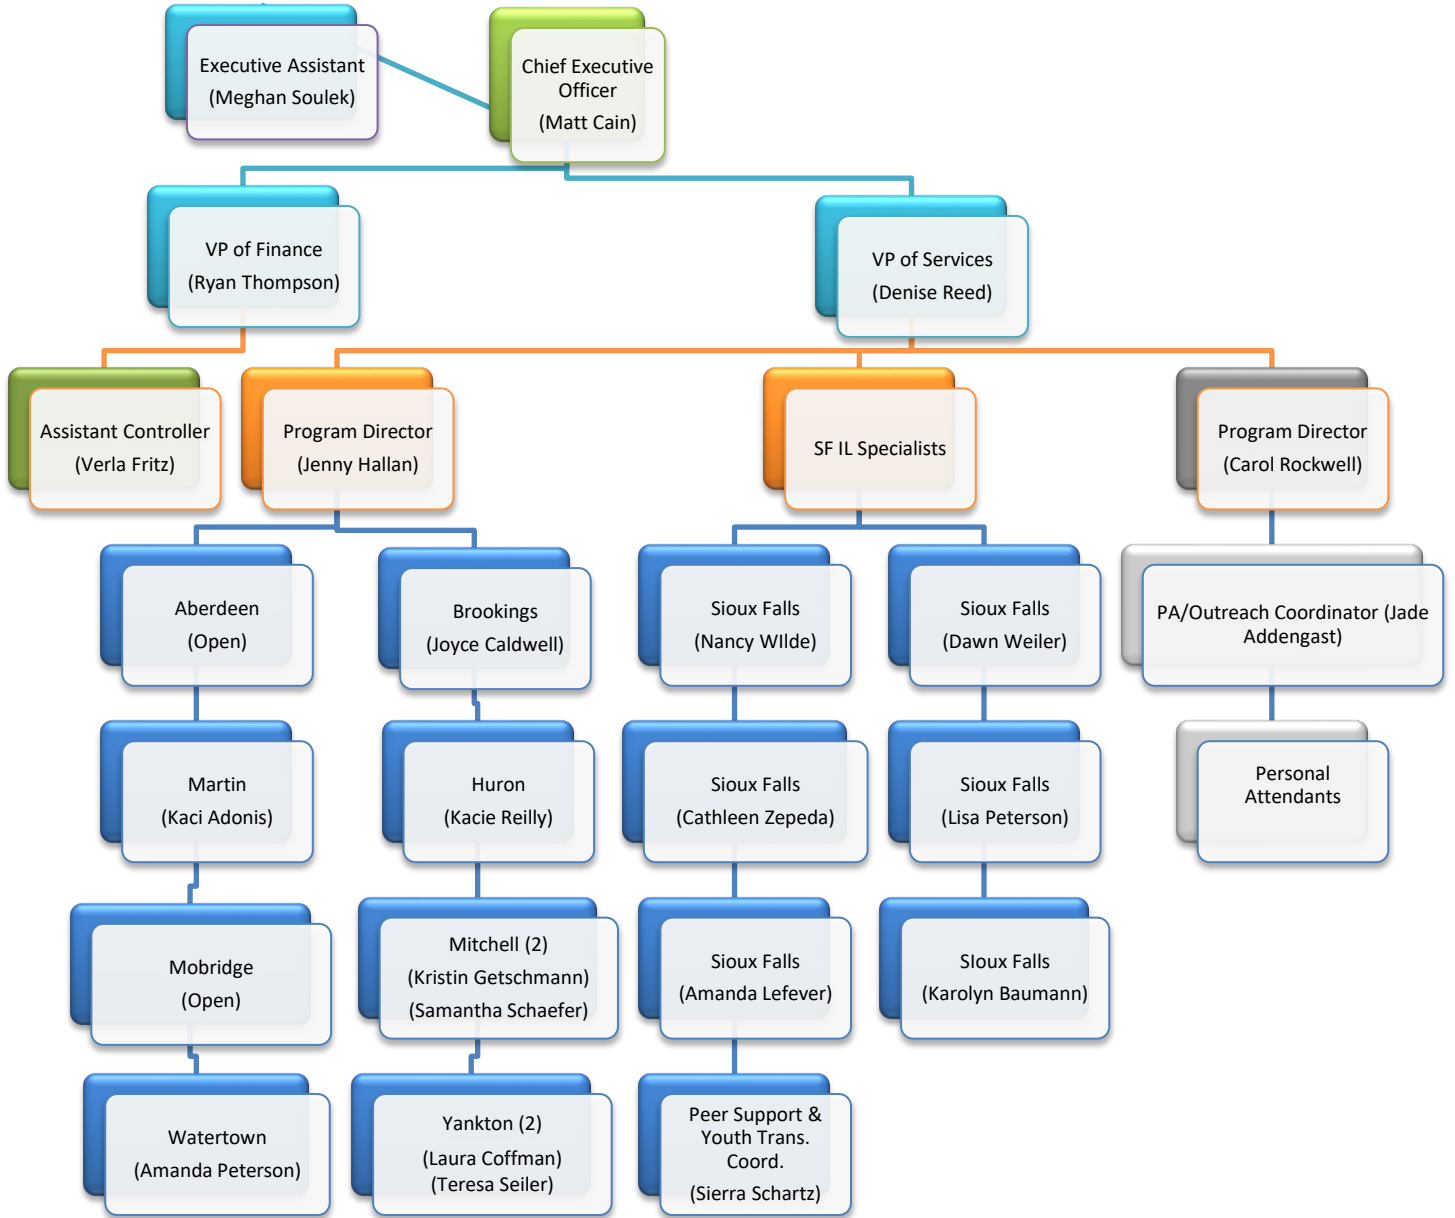 Executive Assistant
(Meghan Soulek)
Chief Executive
Officer
(Matt Cain)
VP of Finance
(Ryan Thompson)
VP of Services
(Denise Reed)
Assistant Controller
(Verla Fritz)
Program Director
(Jenny Hallan)
SF IL Specialists
Program Director
(Carol Rockwell)
Aberdeen
(Open)
Brookings
(Joyce Caldwell)
Sioux Falls
(Nancy WIlde)
Sioux Falls
(Dawn Weiler)
PA/Outreach Coordinator (Jade
Addengast)
Martin
(Kaci Adonis)
Huron
(Kacie Reilly)
Sioux Falls
(Cathleen Zepeda)
Sioux Falls
(Lisa Peterson)
Personal
Attendants
Mobridge
(Open)
Mitchell (2)
(Kristin Getschmann)
(Samantha Schaefer)
Sioux Falls
(Amanda Lefever)
SIoux Falls
(Karolyn Baumann)
Watertown
(Amanda Peterson)
Yankton (2)
(Laura Coffman)
(Teresa Seiler)
Peer Support &
Youth Trans.
Coord.
(Sierra Schartz)